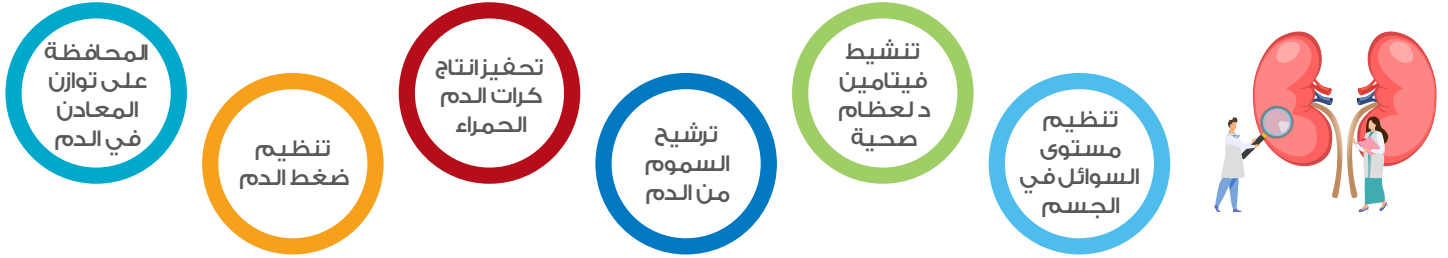 تنظيم
مستوى
السوائل في
الجسم
تنشيط
فيتامين
د لعظام
صحية
ترشيح
السموم
من الدم
تحفيز انتاج
كرات الدم
الحمراء
تنظيم
ضغط الدم
المحافظة
على توازن
المعادن
في الدم